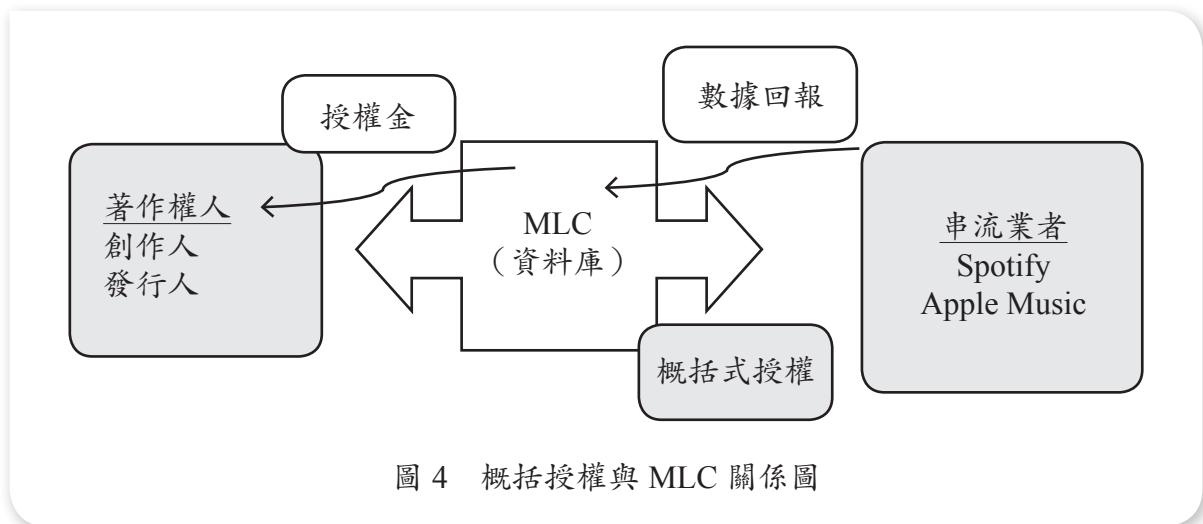 授權金
數據回報
著作權人
創作人
發行人
MLC
（資料庫）
串流業者
Spotify
Apple Music
概括式授權
圖 4　概括授權與 MLC 關係圖